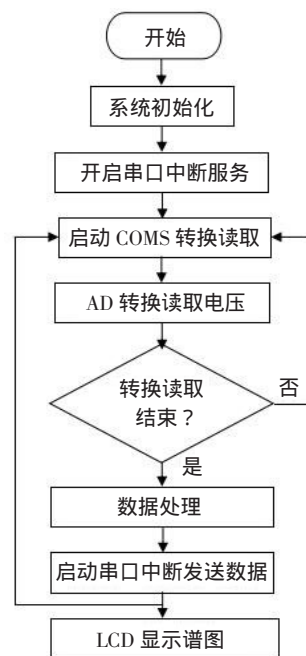 开始
系统初始化
开启串口中断服务
启动 COMS 转换读取
AD 转换读取电压
转换读取
结束？
否
是
数据处理
启动串口中断发送数据
LCD 显示谱图